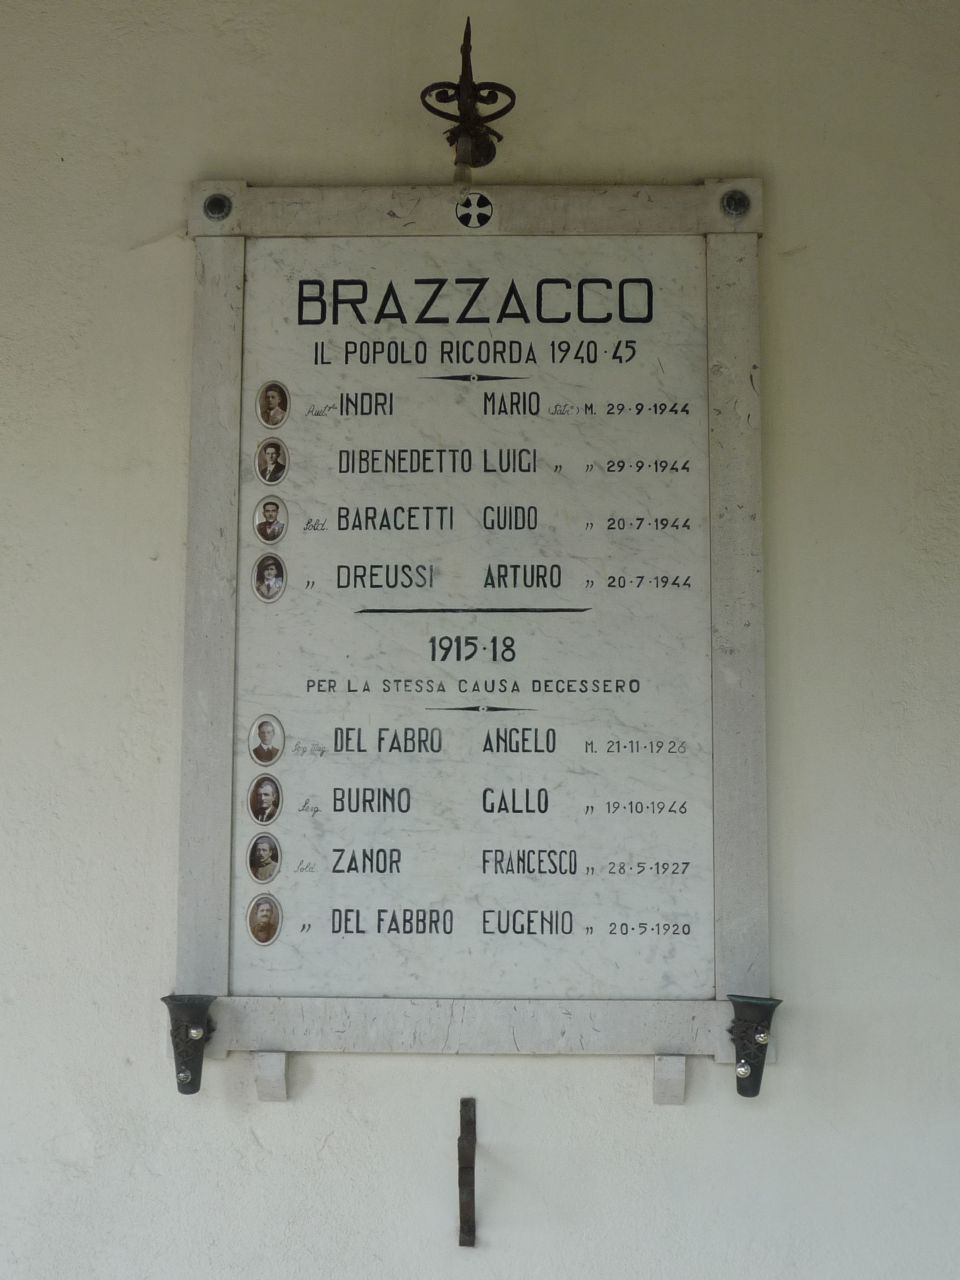 BRAZZACCO
IL POPOLO RICORDA 1940·45
INDRI MARIO M. 29·9·1944
DIBENEDETTO LUIGI „ „ 29·9·1944
Sold. BARACETTI GUIDO „ 20·7·1944
„ DREUSSI ARTURO „ 20·7·1944
1915·18
PER LA STESSA CAUSA DECESSERO
DEL FABRO ANGELO M. 21·11·1926
BURINO GALLO „ 19·10·1946
Sold. ZANOR FRANCESCO „ 28·5·1927
„ DEL FABBRO EUGENIO „ 20·5·1920